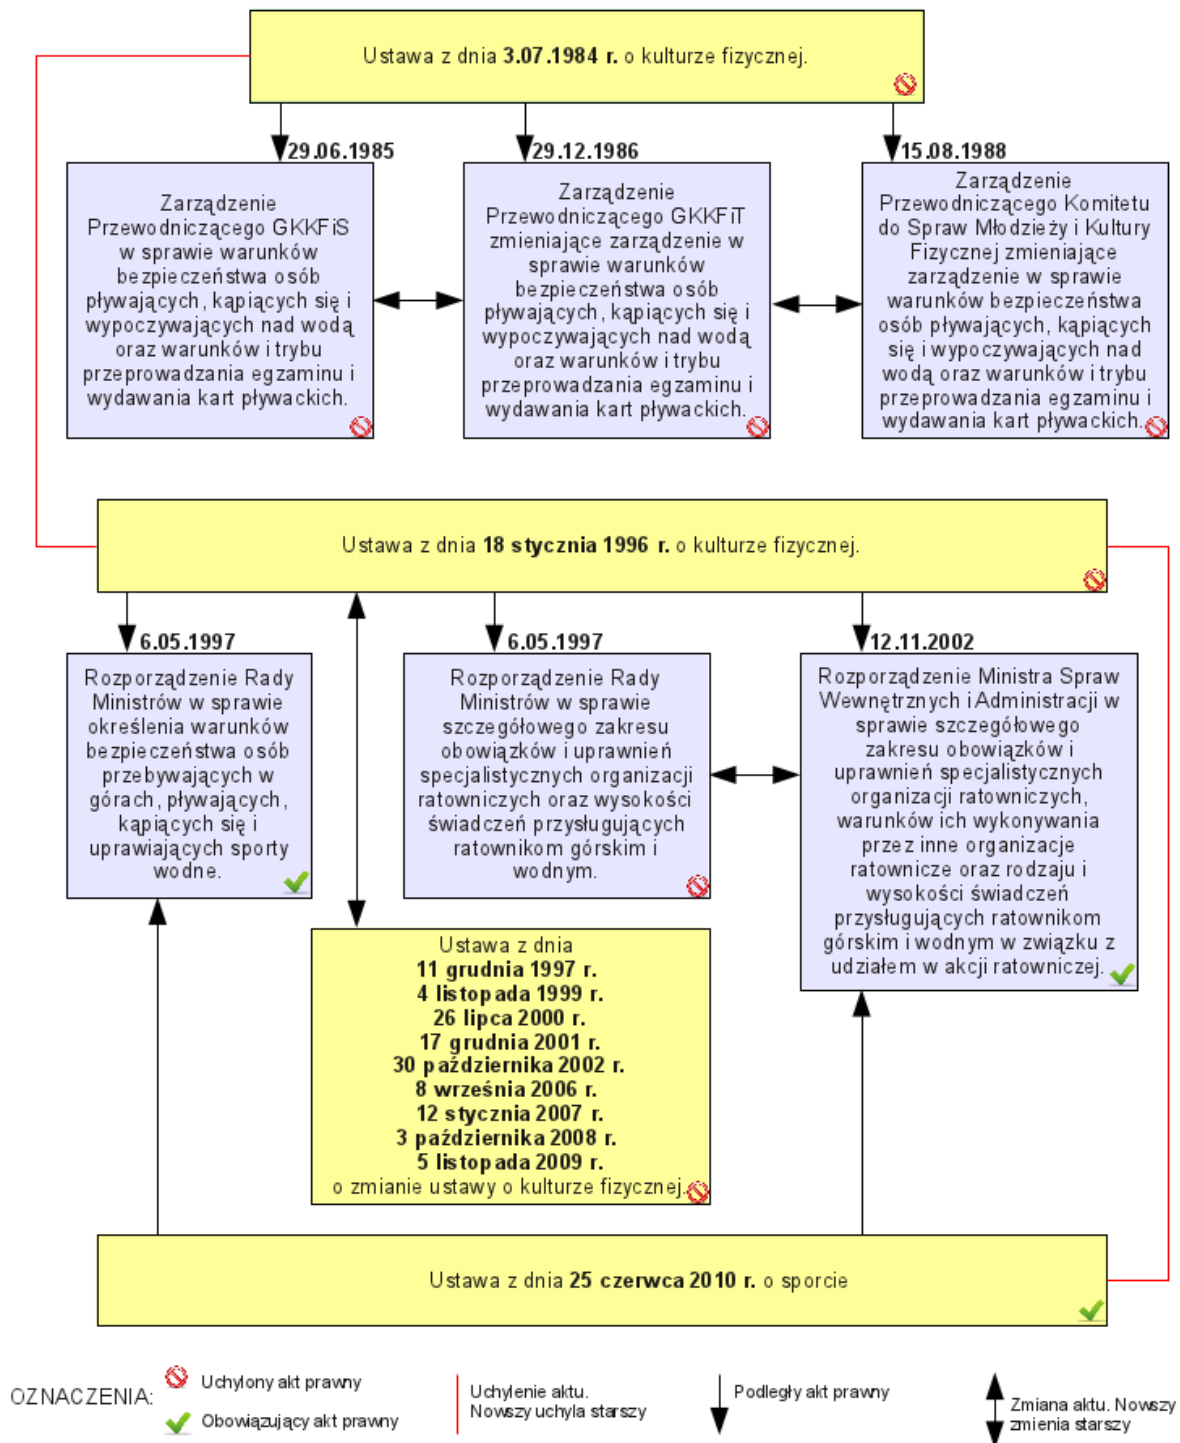 Ustawa z dnia 3.07.1984 r. o kulturze fizycznej.
29.06.1985
Zarządzenie
Przewodniczącego GKKFiS
w sprawie warunków
bezpieczeństwa osób
pływających, kąpiących się i
wypoczywających nad wodą
oraz warunków i trybu
przeprowadzania egzaminu i
wydawania kart pływackich.
29.12.1986
Zarządzenie
Przewodniczącego GKKFiT
zmieniające zarządzenie w
sprawie warunków
bezpieczeństwa osób
pływających, kąpiących się i
wypoczywających nad wodą
oraz warunków i trybu
przeprowadzania egzaminu i
wydawania kart pływackich.
15.08.1988
Zarządzenie
Przewodniczącego Komitetu
do Spraw Młodzieży i Kultury
Fizycznej zmieniające
zarządzenie w sprawie
warunków bezpieczeństwa
osób pływających, kąpiących
się i wypoczywających nad
wodą oraz warunków i trybu
przeprowadzania egzaminu i
wydawania kart pływackich.
Ustawa z dnia 18 stycznia 1996 r. o kulturze fizycznej.
6.05.1997
Rozporządzenie Rady
Ministrów w sprawie
określenia warunków
bezpieczeństwa osób
przebywających w
górach, pływających,
kąpiących się i
uprawiających sporty
wodne.
6.05.1997
Rozporządzenie Rady
Ministrów w sprawie
szczegółowego zakresu
obowiązków i uprawnień
specjalistycznych organizacji
ratowniczych oraz wysokości
świadczeń przysługujących
ratownikom górskim i
wodnym.
12.11.2002
Rozporządzenie Ministra Spraw
Wewnętrznych i Administracji w
sprawie szczegółowego
zakresu obowiązków i
uprawnień specjalistycznych
organizacji ratowniczych,
warunków ich wykonywania
przez inne organizacje
ratownicze oraz rodzaju i
wysokości świadczeń
przysługujących ratownikom
górskim i wodnym w związku z
udziałem w akcji ratowniczej.
Ustawa z dnia
11 grudnia 1997 r.
4 listopada 1999 r.
26 lipca 2000 r.
17 grudnia 2001 r.
30 października 2002 r.
8 września 2006 r.
12 stycznia 2007 r.
3 października 2008 r.
5 listopada 2009 r.
o zmianie ustawy o kulturze fizycznej.
Ustawa z dnia 25 czerwca 2010 r. o sporcie
OZNACZENIA:
Uchylony akt prawny
Obowiązujący akt prawny
Uchylenie aktu.
Nowszy uchyla starszy
Podległy akt prawny
Zmiana aktu. Nowszy
zmienia starszy